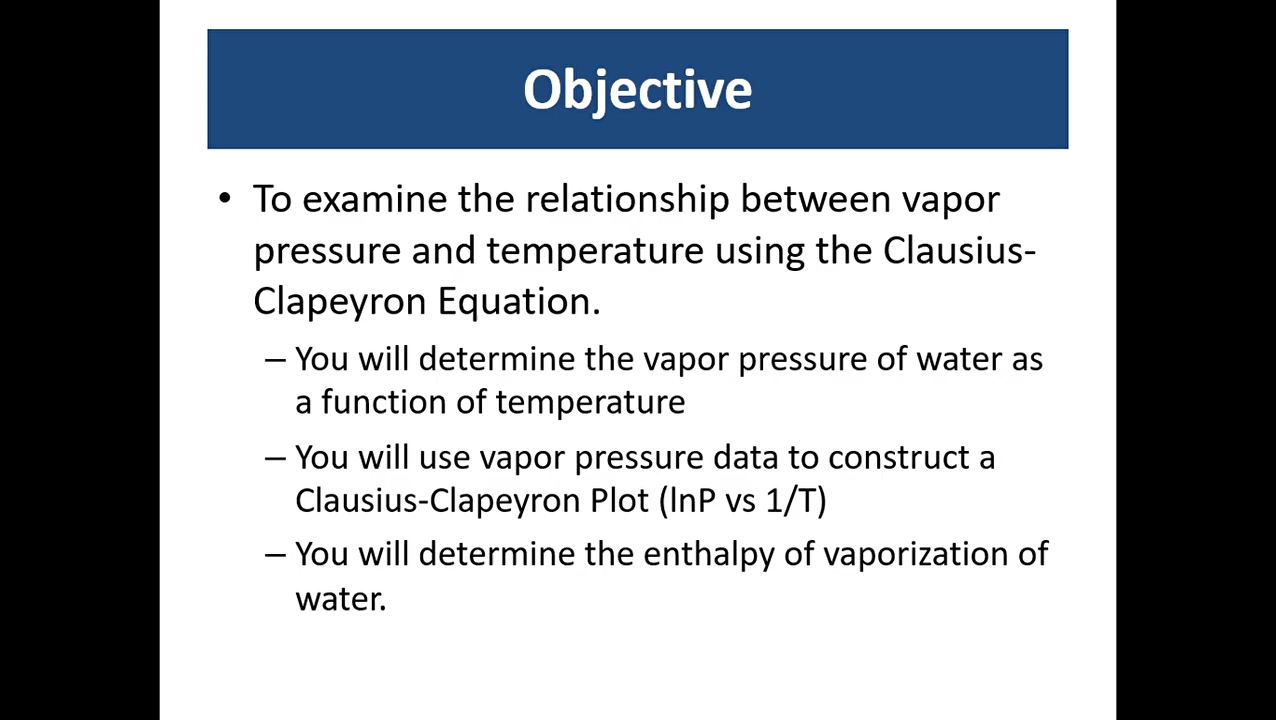 Objective
• To examine the relationship between vapor
pressure and temperature using the Clausius-
Clapeyron Equation.
– You will determine the vapor pressure of water as
a function of temperature
– You will use vapor pressure data to construct a
Clausius-Clapeyron Plot (lnP vs 1/T)
– You will determine the enthalpy of vaporization of
water.